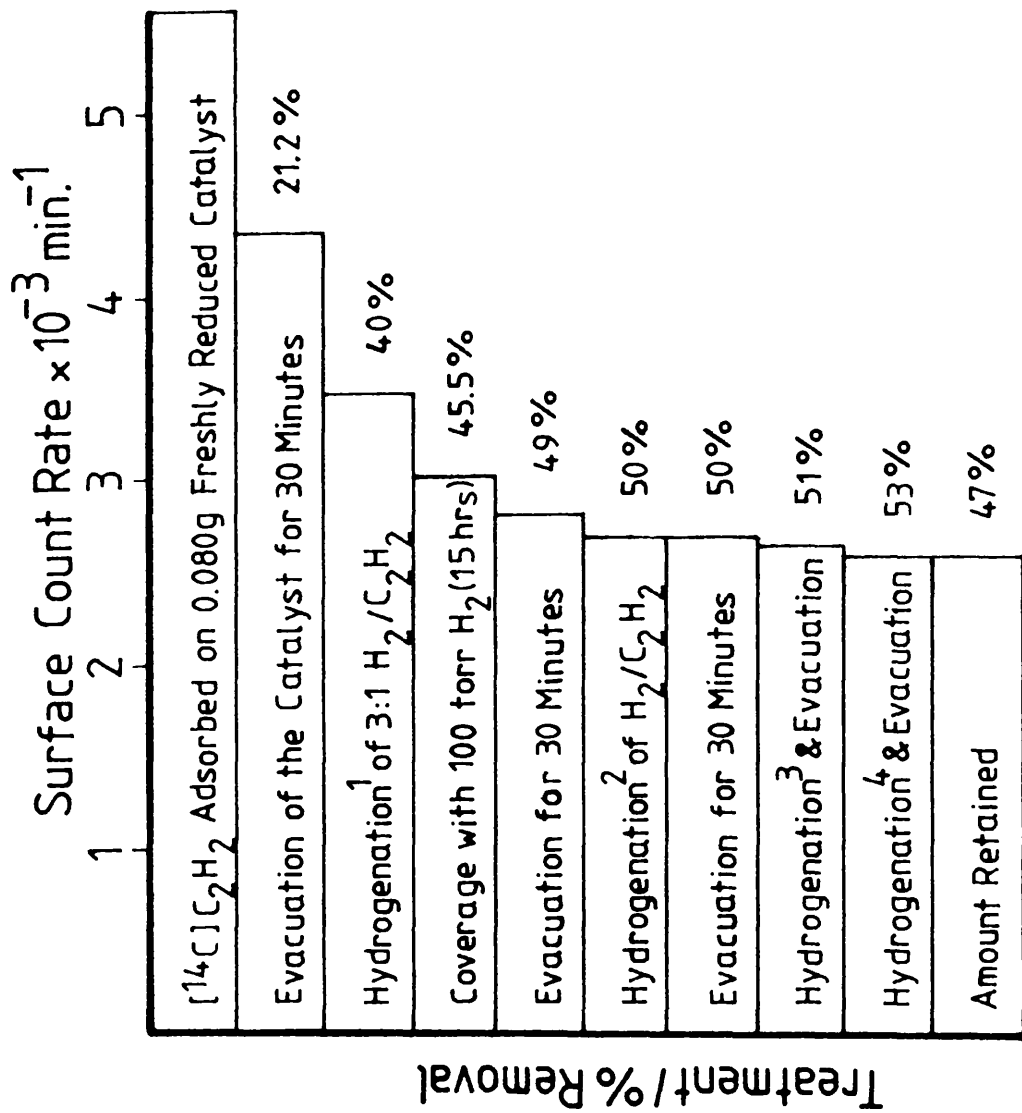 Surface Count Rate × 10⁻³ min.⁻¹
1 2 3 4 5
[¹⁴C]C₂H₂ Adsorbed on 0.080g Freshly Reduced Catalyst
Evacuation of the Catalyst for 30 Minutes 21.2%
Hydrogenation¹ of 3:1 H₂/C₂H₂ 40%
Coverage with 100 torr H₂(15hrs) 45.5%
Evacuation for 30 Minutes 49%
Hydrogenation² of H₂/C₂H₂ 50%
Evacuation for 30 Minutes 50%
Hydrogenation³ & Evacuation 51%
Hydrogenation⁴ & Evacuation 53%
Amount Retained 47%
Treatment / % Removal